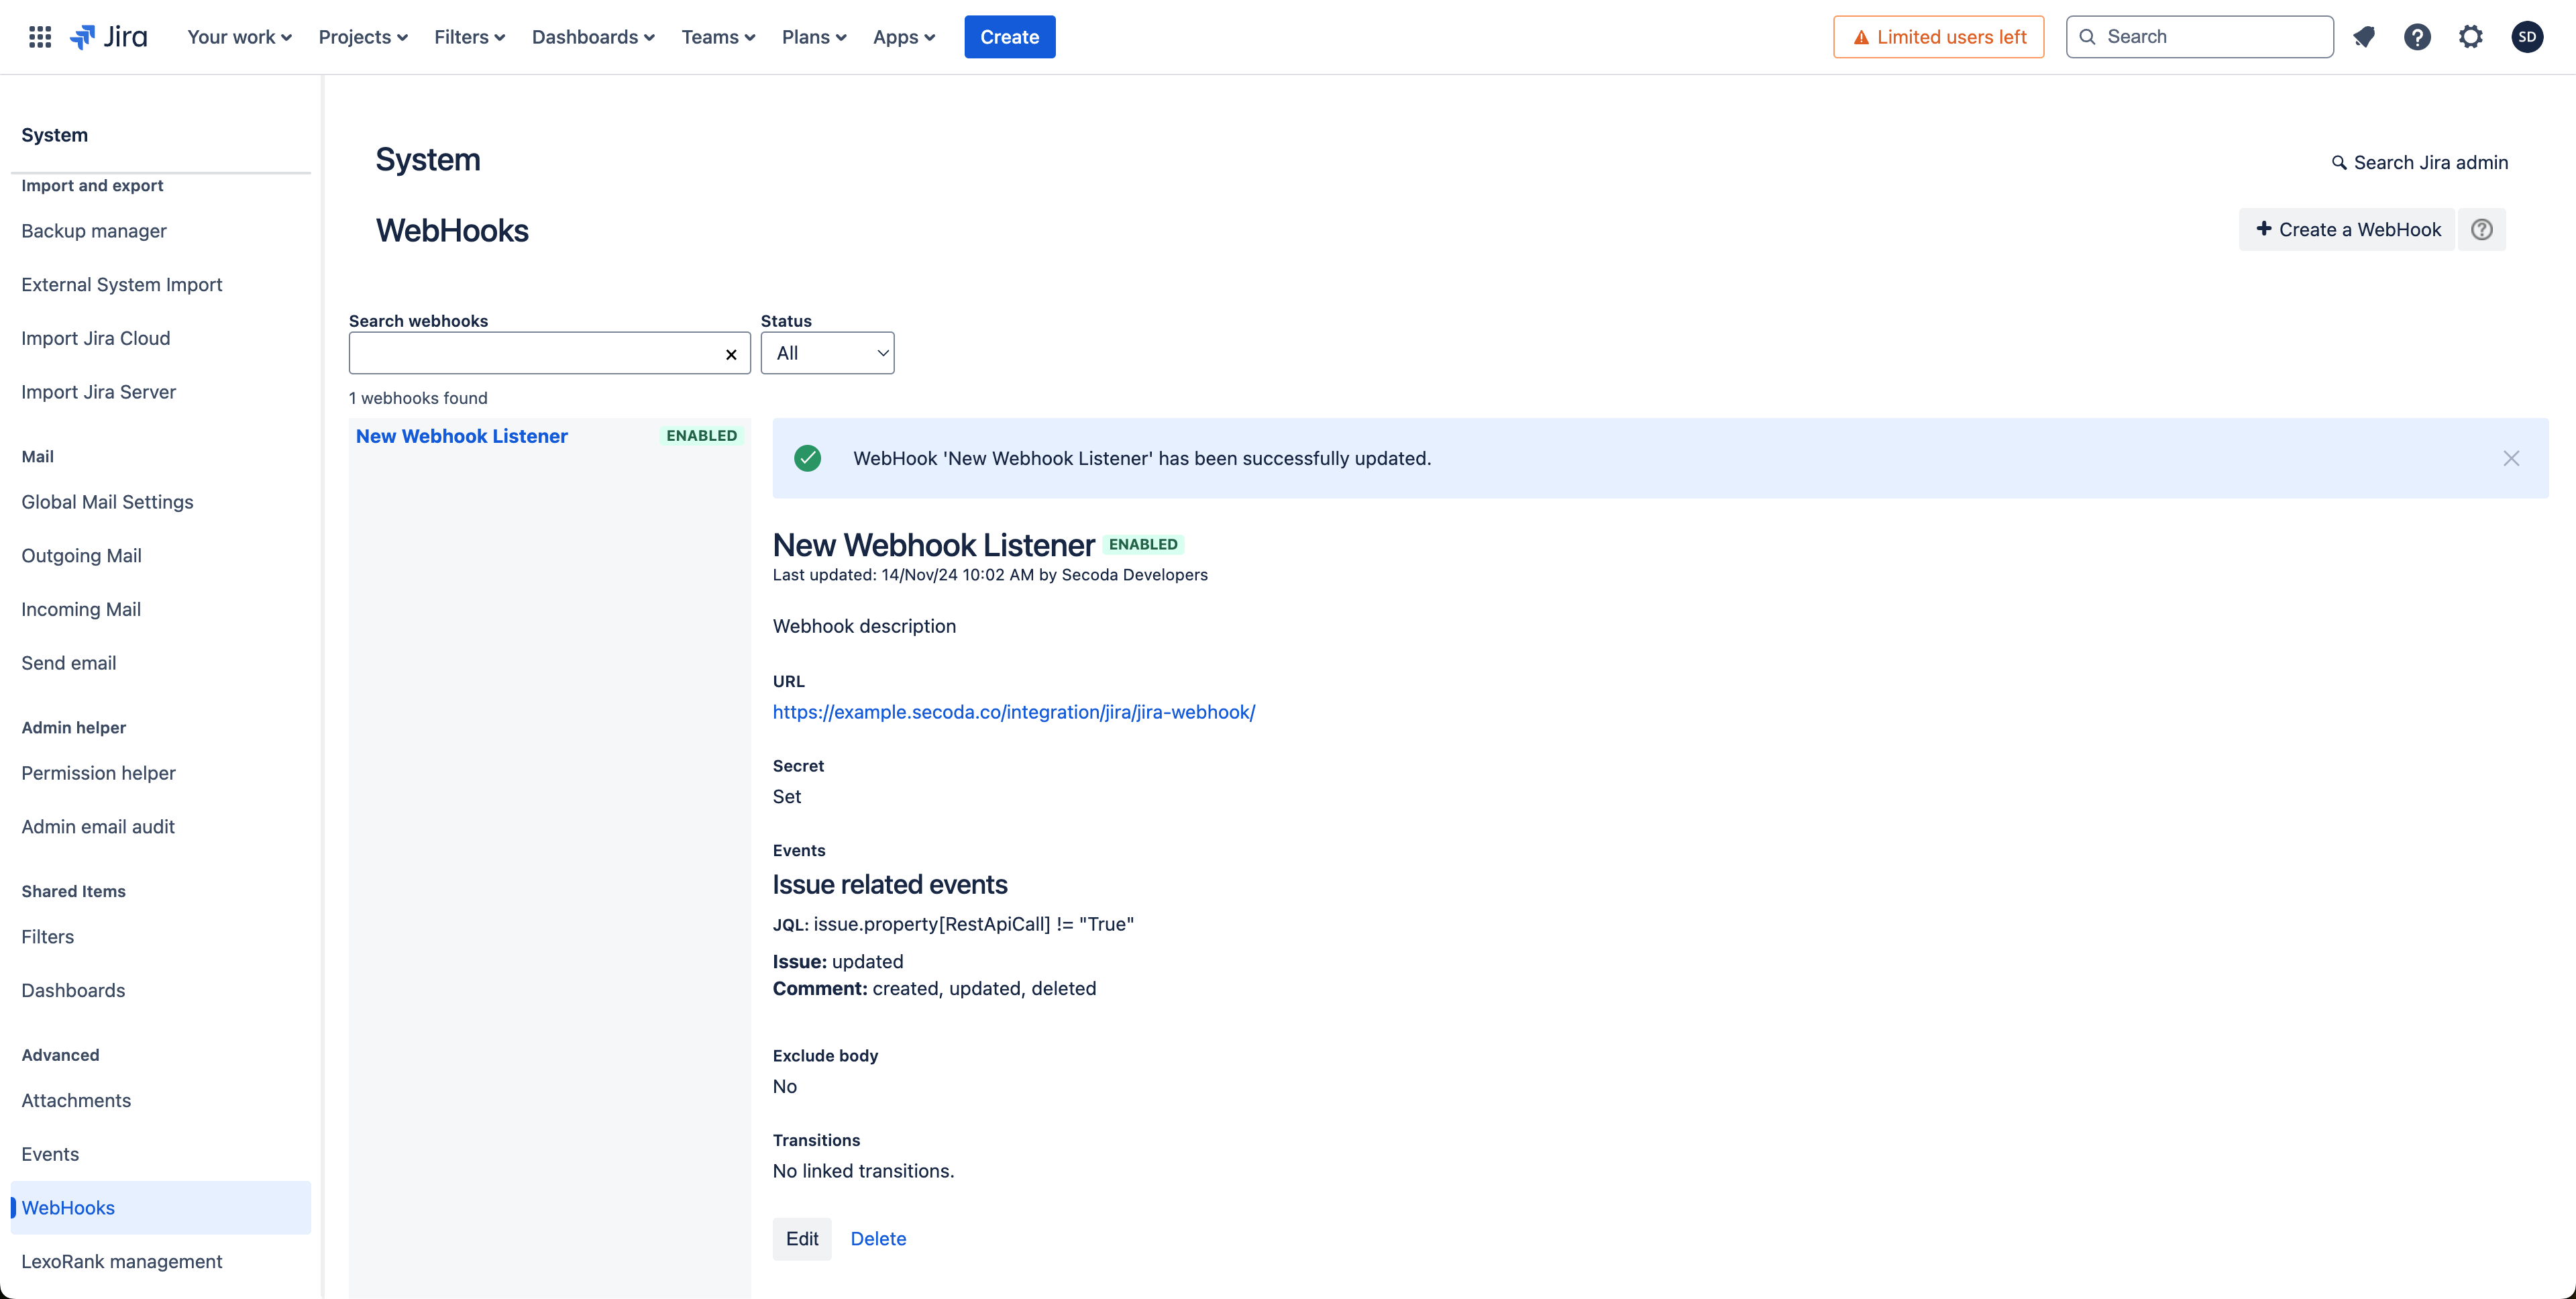 Jira Your work Projects Filters Dashboards Teams Plans Apps Create Limited users left Search SD
System
Import and export
Backup manager
External System Import
Import Jira Cloud
Import Jira Server
Mail
Global Mail Settings
Outgoing Mail
Incoming Mail
Send email
Admin helper
Permission helper
Admin email audit
Shared Items
Filters
Dashboards
Advanced
Attachments
Events
WebHooks
LexoRank management
System
Search Jira admin
WebHooks
+ Create a WebHook ?
Search webhooks Status
All
1 webhooks found
New Webhook Listener ENABLED
WebHook 'New Webhook Listener' has been successfully updated.
New Webhook Listener ENABLED
Last updated: 14/Nov/24 10:02 AM by Secoda Developers
Webhook description
URL
https://example.secoda.co/integration/jira/jira-webhook/
Secret
Set
Events
Issue related events
JQL: issue.property[RestApiCall] != "True"
Issue: updated
Comment: created, updated, deleted
Exclude body
No
Transitions
No linked transitions.
Edit Delete